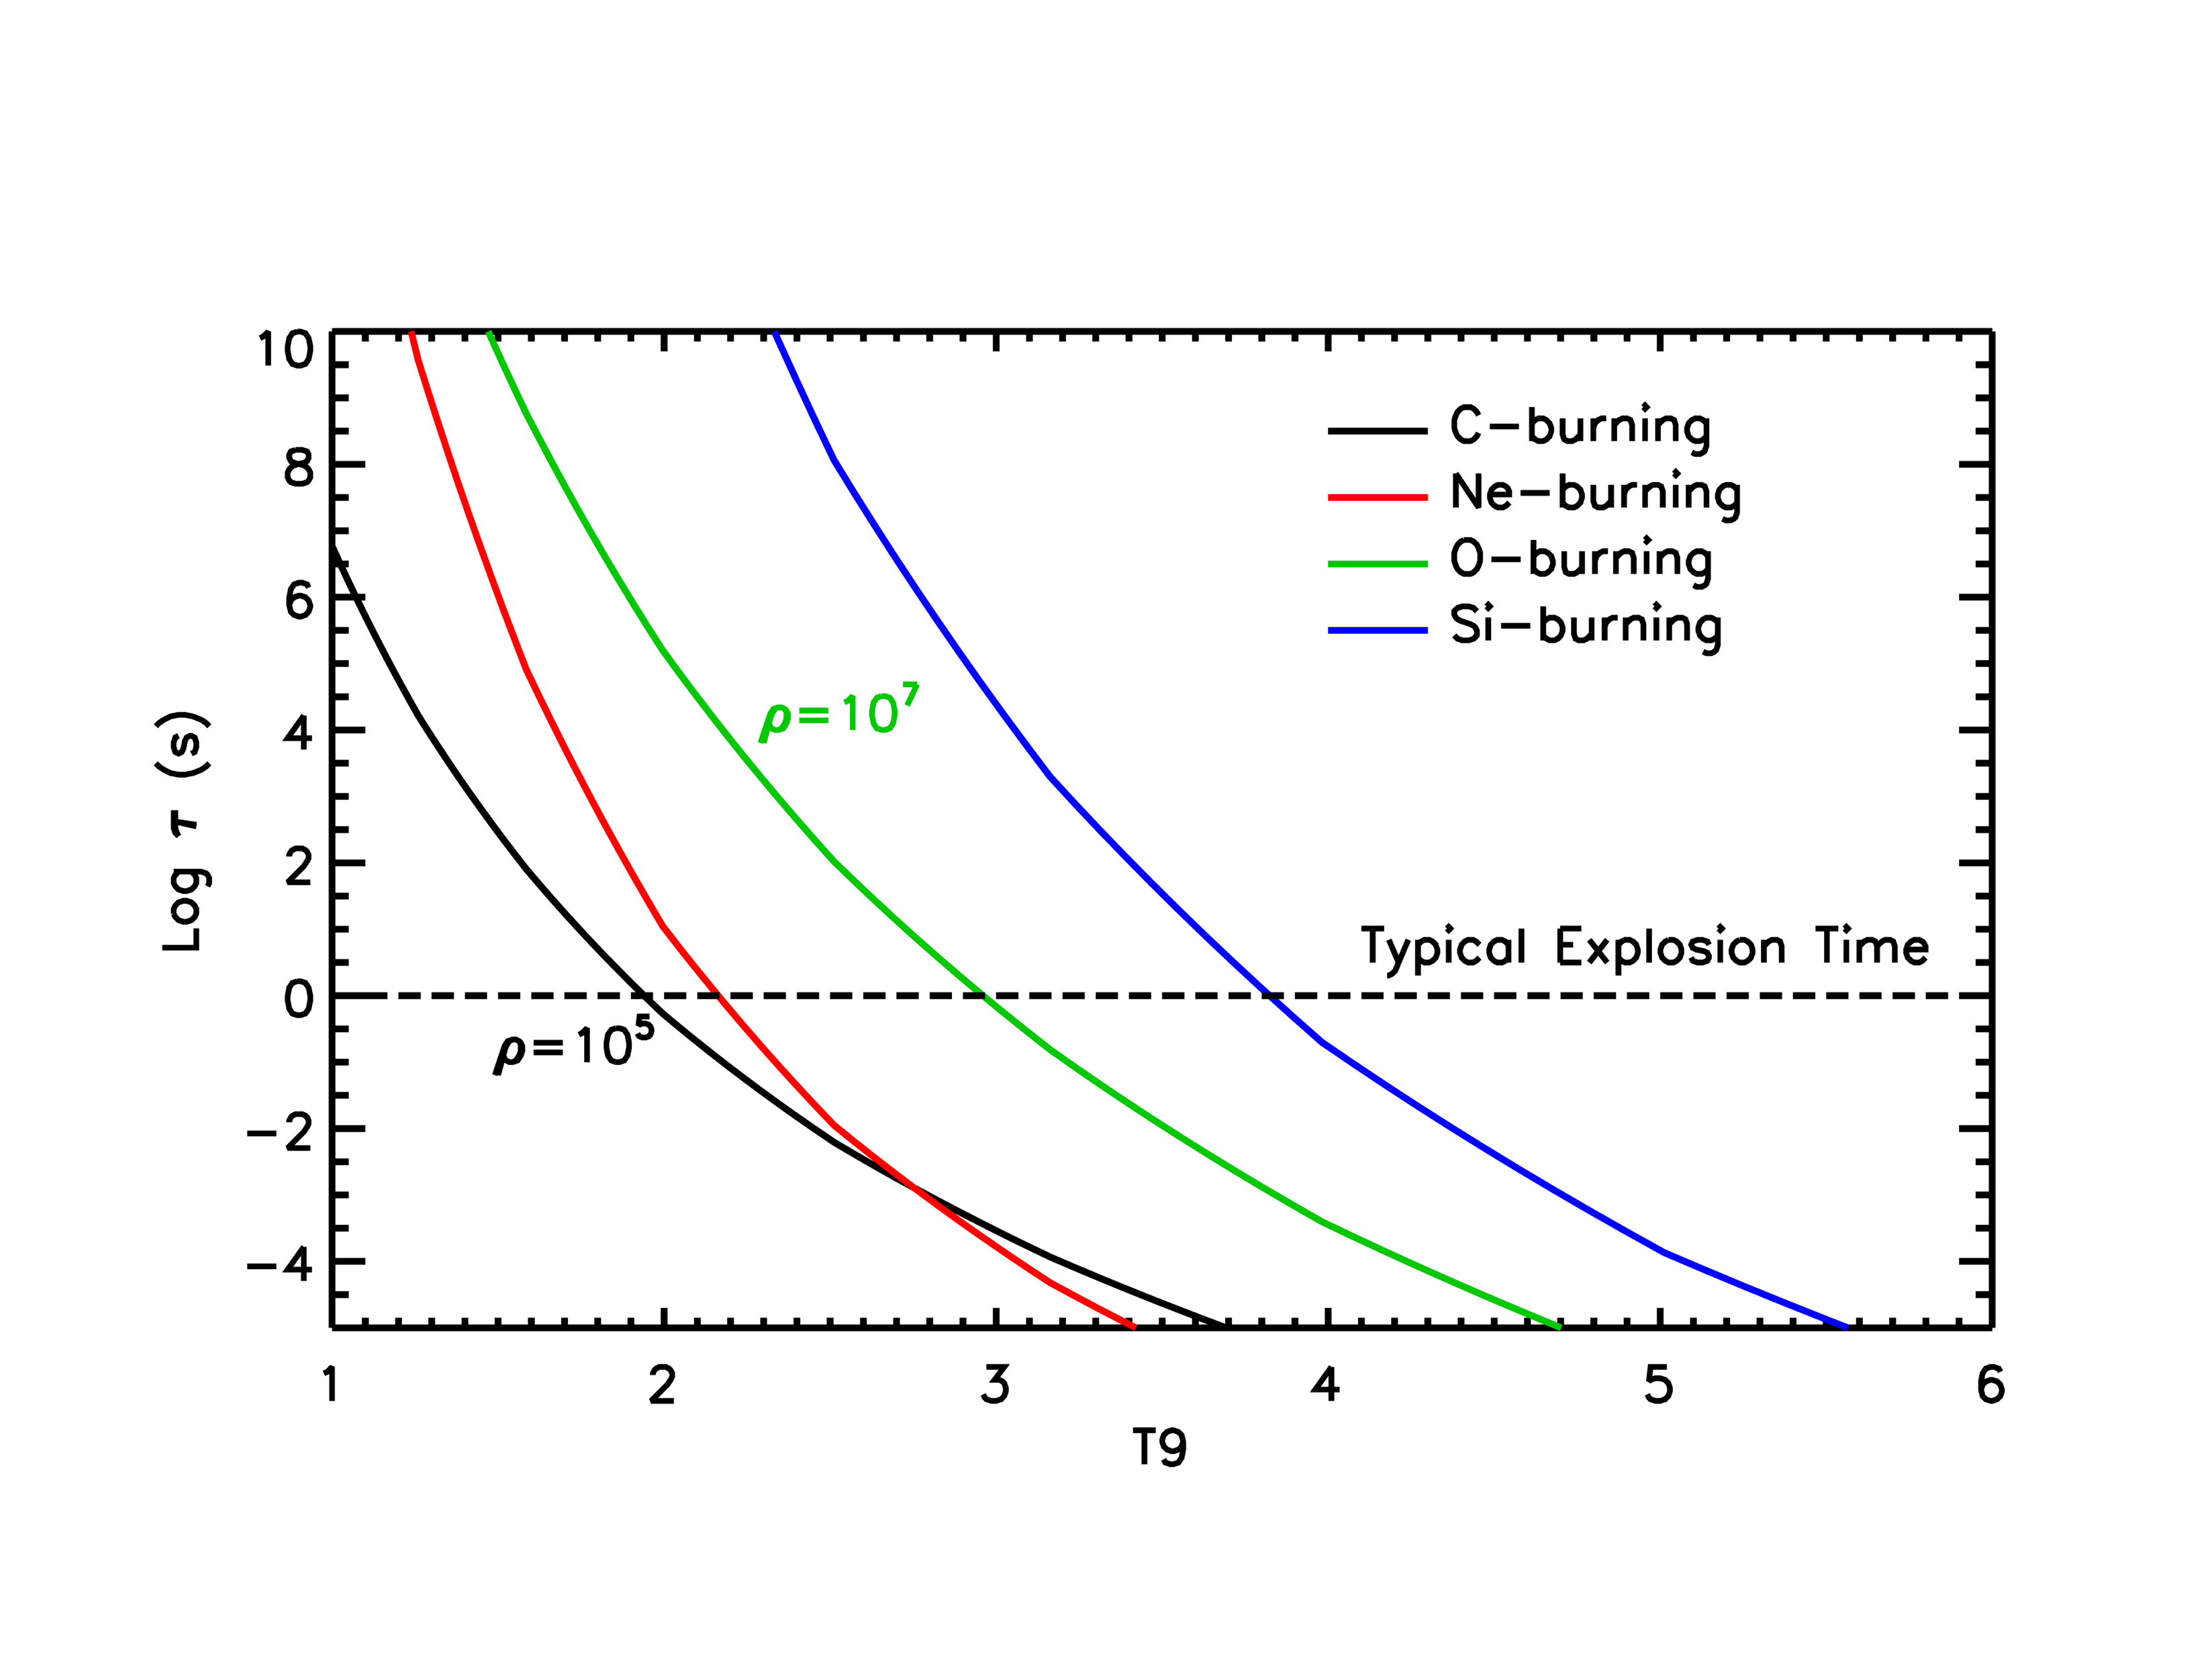 10
8
6
4
2
0
−2
−4
Log τ (s)
C−burning
Ne−burning
O−burning
Si−burning
ρ=10⁷
Typical Explosion Time
ρ=10⁵
1 2 3 4 5 6
T9